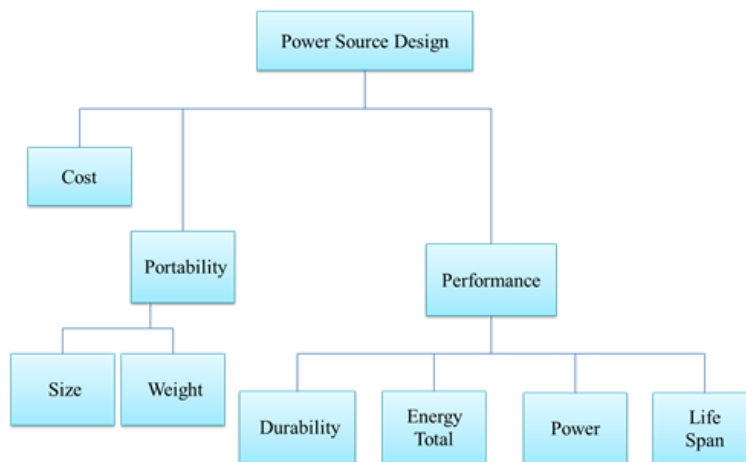 Power Source Design
Cost
Portability
Performance
Size
Weight
Durability
Energy
Total
Power
Life
Span